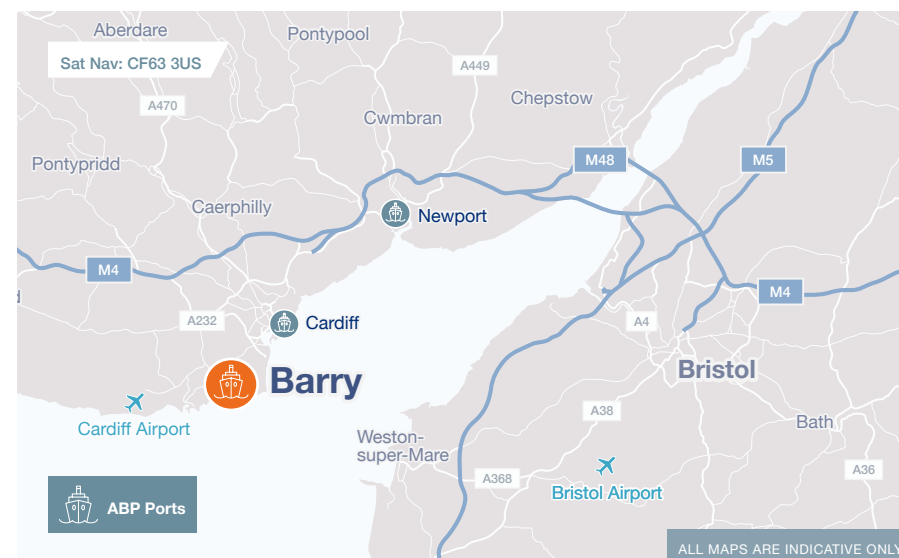 Aberdare
Pontypool
Sat Nav: CF63 3US
A449
Chepstow
A470
Cwmbran
M48
M5
Pontypridd
Caerphilly
Newport
M4
M4
A232
Cardiff
A4
Barry
Bristol
Cardiff Airport
A38
Bath
Weston-
super-Mare
A368
Bristol Airport
A36
ABP Ports
ALL MAPS ARE INDICATIVE ONLY